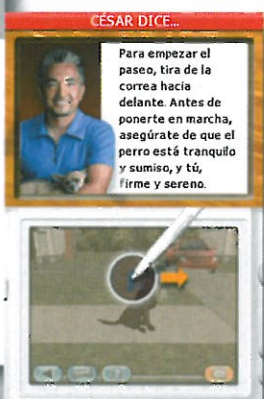 CÉSAR DICE...
Para empezar el
paseo, tira de la
correa hacia
delante. Antes de
ponerte en marcha,
asegúrate de que el
perro está tranquilo
y sumiso, y tú,
firme y sereno.